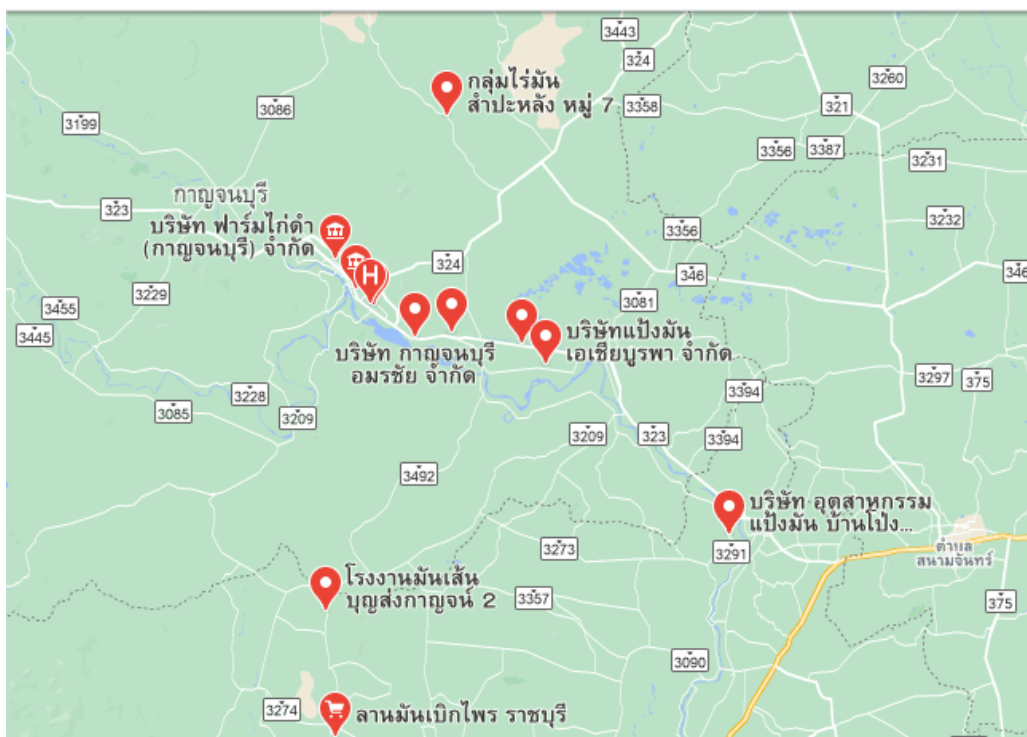 3443
324
กลุ่มไร่มัน
สำปะหลัง หมู่ 7
3260
3086
3358
321
3199
3356
3387
3231
กาญจนบุรี
323
บริษัท ฟาร์มไก่ดำ
(กาญจนบุรี) จำกัด
3232
3356
324
346
346
3229
3455
3081
H
3445
บริษัทแป้งมัน
เอเชียบูรพา จำกัด
บริษัท กาญจนบุรี
อมรชัย จำกัด
3297
375
3228
3394
3085
3209
3209
323
3394
3492
บริษัท อุตสาหกรรม
แป้งมัน บ้านโป่ง...
3273
3291
ตำบล
สนามจันทร์
โรงงานมันเส้น
บุญส่งกาญจน์ 2
3357
375
3090
3274
ลานมันเบิกไพร ราชบุรี